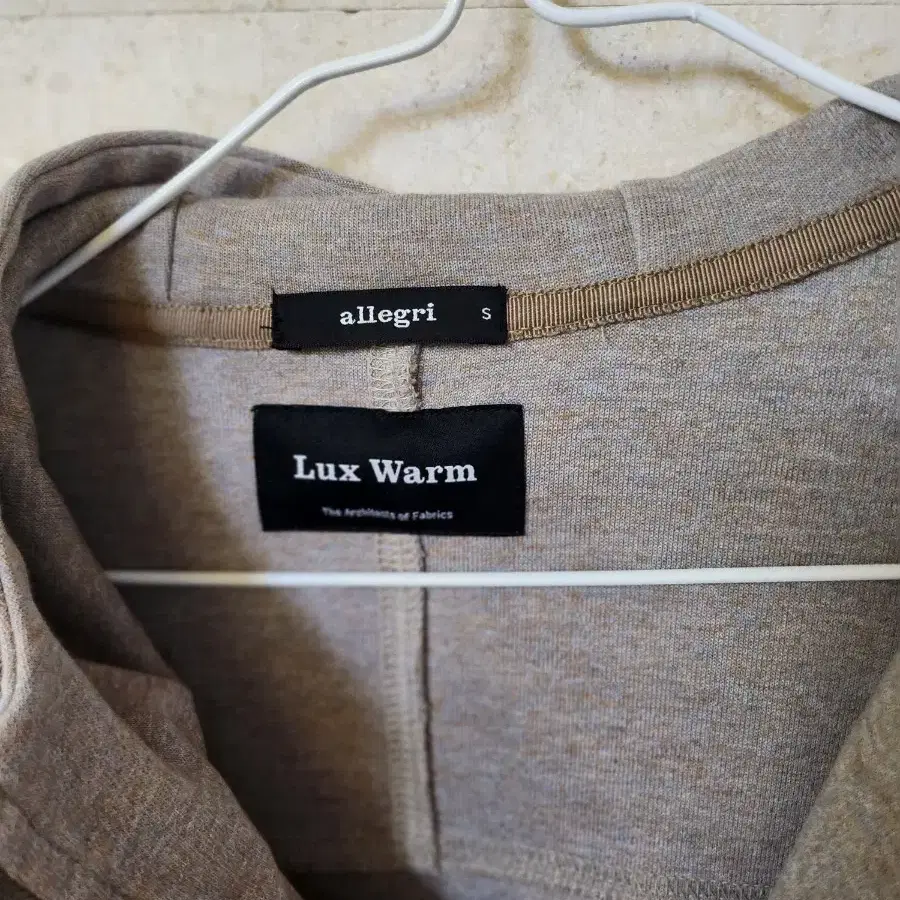 allegri S
Lux Warm
The Architects of Fabrics